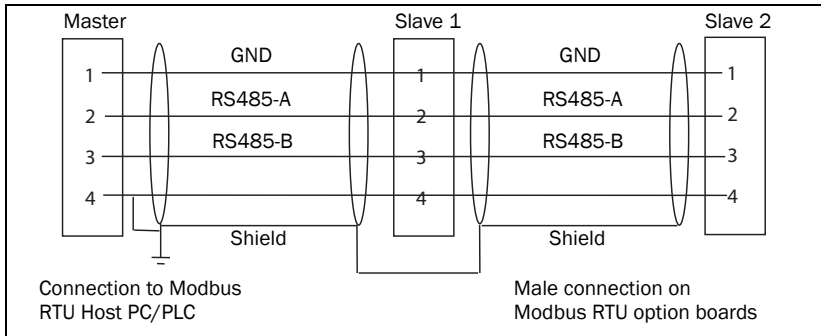 Master Slave 1 Slave 2
GND GND
1 1 1
RS485-A RS485-A
2 2 2
RS485-B RS485-B
3 3 3
4 4 4
Shield Shield
Connection to Modbus
RTU Host PC/PLC
Male connection on
Modbus RTU option boards